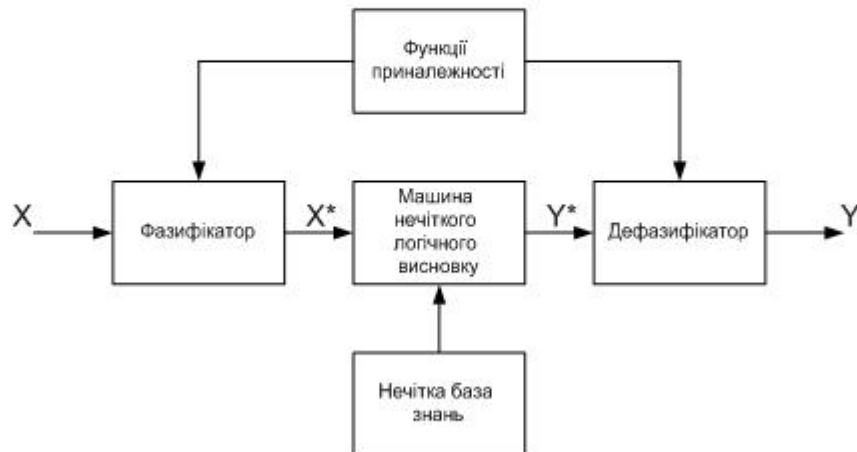 Функції
приналежності
X
Фазифікатор
X*
Машина
нечіткого
логічного
висновку
Y*
Дефазифікатор
Y
Нечітка база
знань